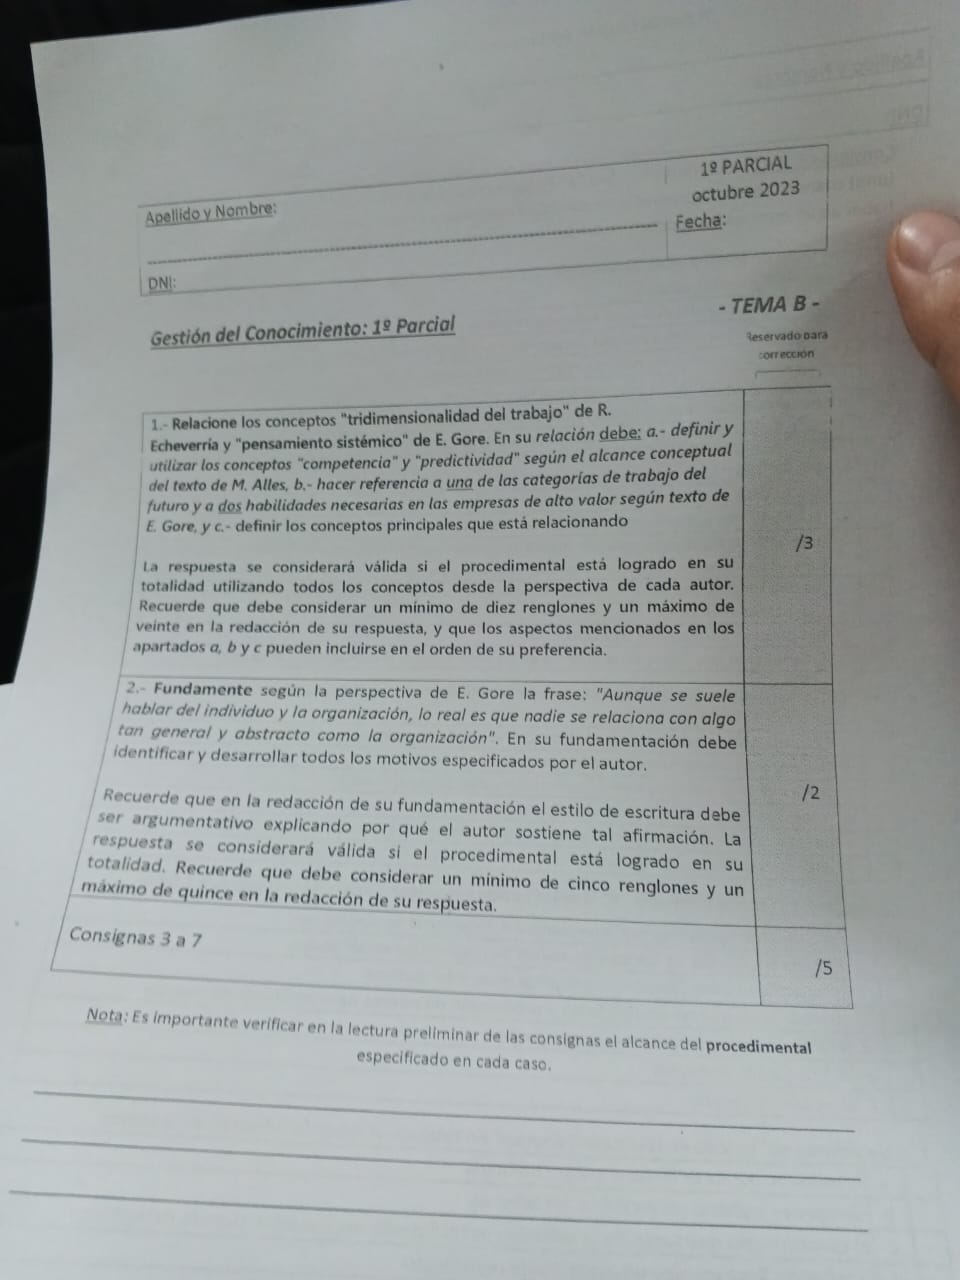 1º PARCIAL
octubre 2023
Apellido y Nombre:
Fecha:
DNI:
- TEMA B -
Gestión del Conocimiento: 1º Parcial
Reservado para
corrección
1.- Relacione los conceptos "tridimensionalidad del trabajo" de R.
Echeverría y "pensamiento sistémico" de E. Gore. En su relación debe: a.- definir y
utilizar los conceptos "competencia" y "predictividad" según el alcance conceptual
del texto de M. Alles, b.- hacer referencia a una de las categorías de trabajo del
futuro y a dos habilidades necesarias en las empresas de alto valor según texto de
E. Gore, y c.- definir los conceptos principales que está relacionando
/3
La respuesta se considerará válida si el procedimental está logrado en su
totalidad utilizando todos los conceptos desde la perspectiva de cada autor.
Recuerde que debe considerar un mínimo de diez renglones y un máximo de
veinte en la redacción de su respuesta, y que los aspectos mencionados en los
apartados a, b y c pueden incluirse en el orden de su preferencia.
2.- Fundamente según la perspectiva de E. Gore la frase: "Aunque se suele
hablar del individuo y la organización, lo real es que nadie se relaciona con algo
tan general y abstracto como la organización". En su fundamentación debe
identificar y desarrollar todos los motivos especificados por el autor.
/2
Recuerde que en la redacción de su fundamentación el estilo de escritura debe
ser argumentativo explicando por qué el autor sostiene tal afirmación. La
respuesta se considerará válida si el procedimental está logrado en su
totalidad. Recuerde que debe considerar un mínimo de cinco renglones y un
máximo de quince en la redacción de su respuesta.
Consignas 3 a 7
/5
Nota: Es importante verificar en la lectura preliminar de las consignas el alcance del procedimental
especificado en cada caso.